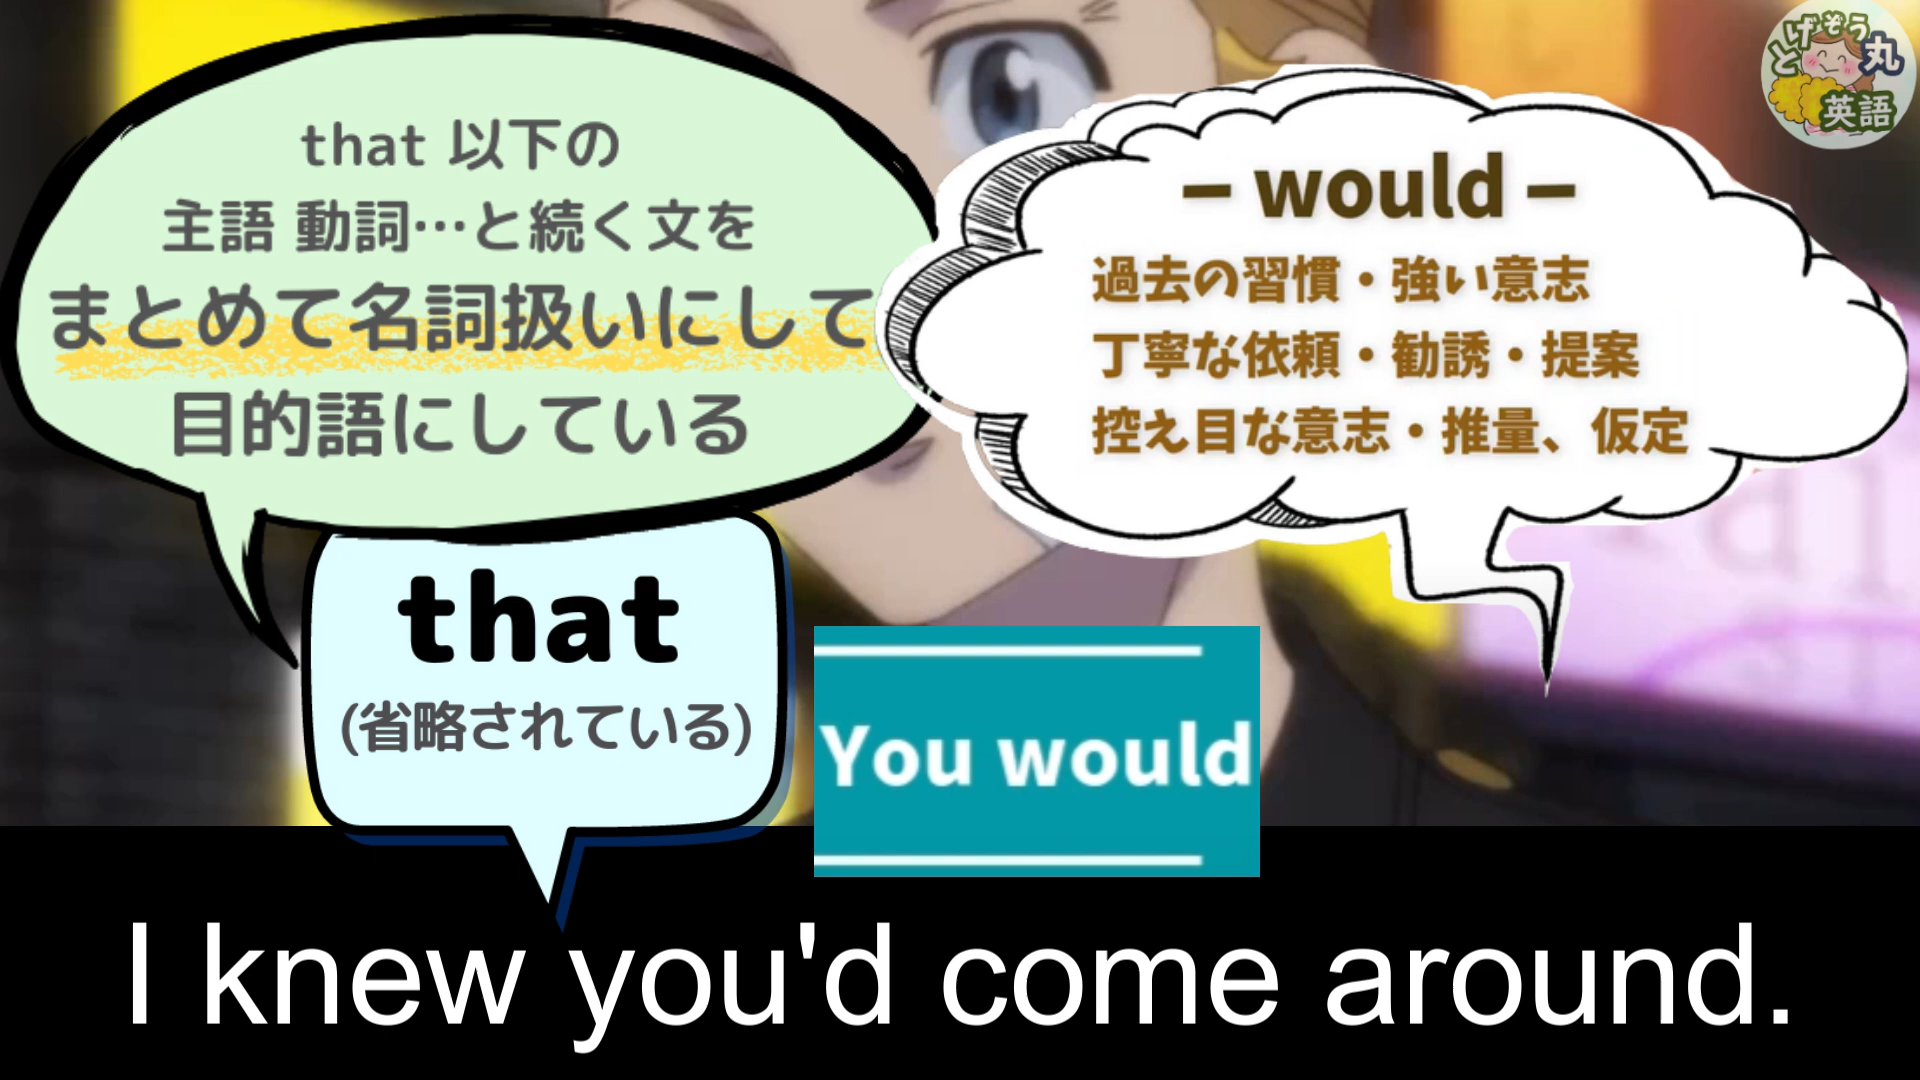 とげぞう丸
英語
that 以下の
主語 動詞…と続く文を
まとめて名詞扱いにして
目的語にしている
– would –
過去の習慣・強い意志
丁寧な依頼・勧誘・提案
控え目な意志・推量、仮定
that
(省略されている)
You would
I knew you'd come around.